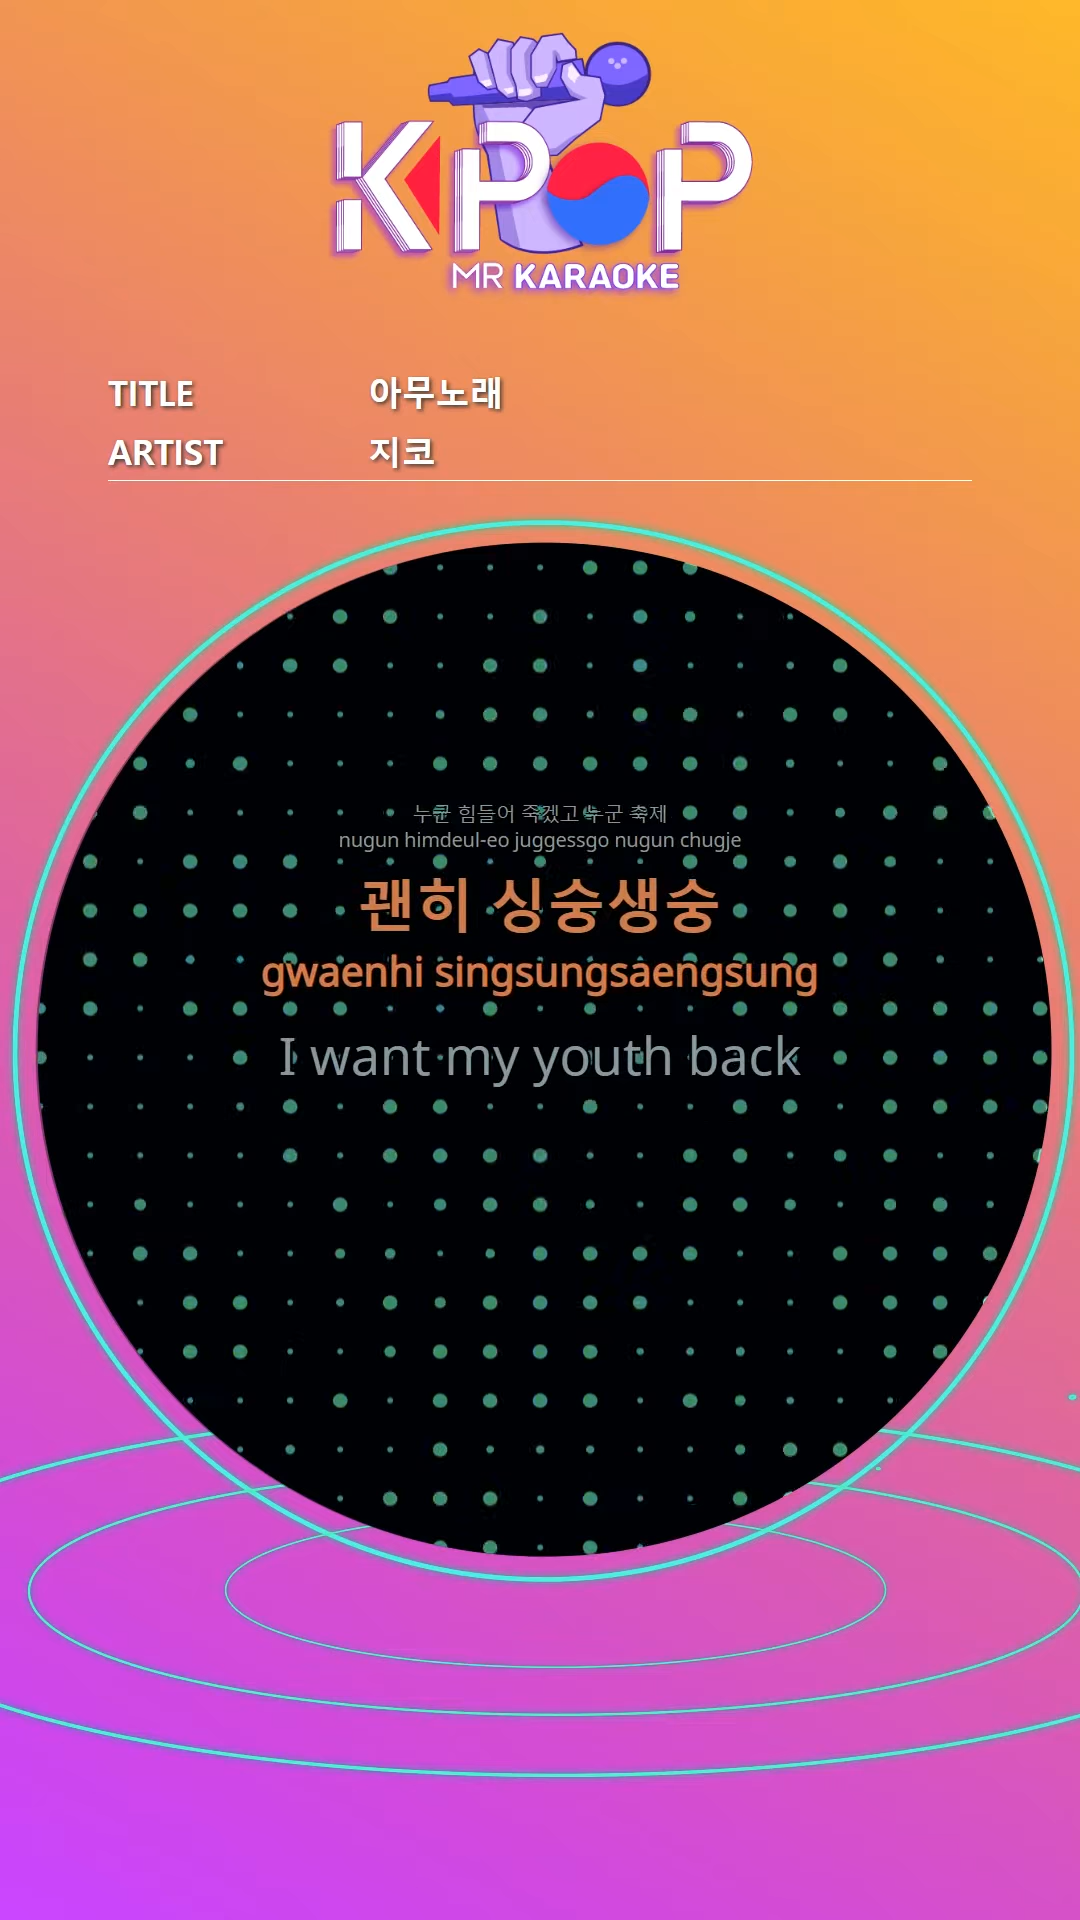 KPOP
MR KARAOKE
TITLE 아무노래
ARTIST 지코
누군 힘들어 죽겠고 누군 축제
nugun himdeul-eo juggessgo nugun chugje
괜히 싱숭생숭
gwaenhi singsungsaengsung
I want my youth back